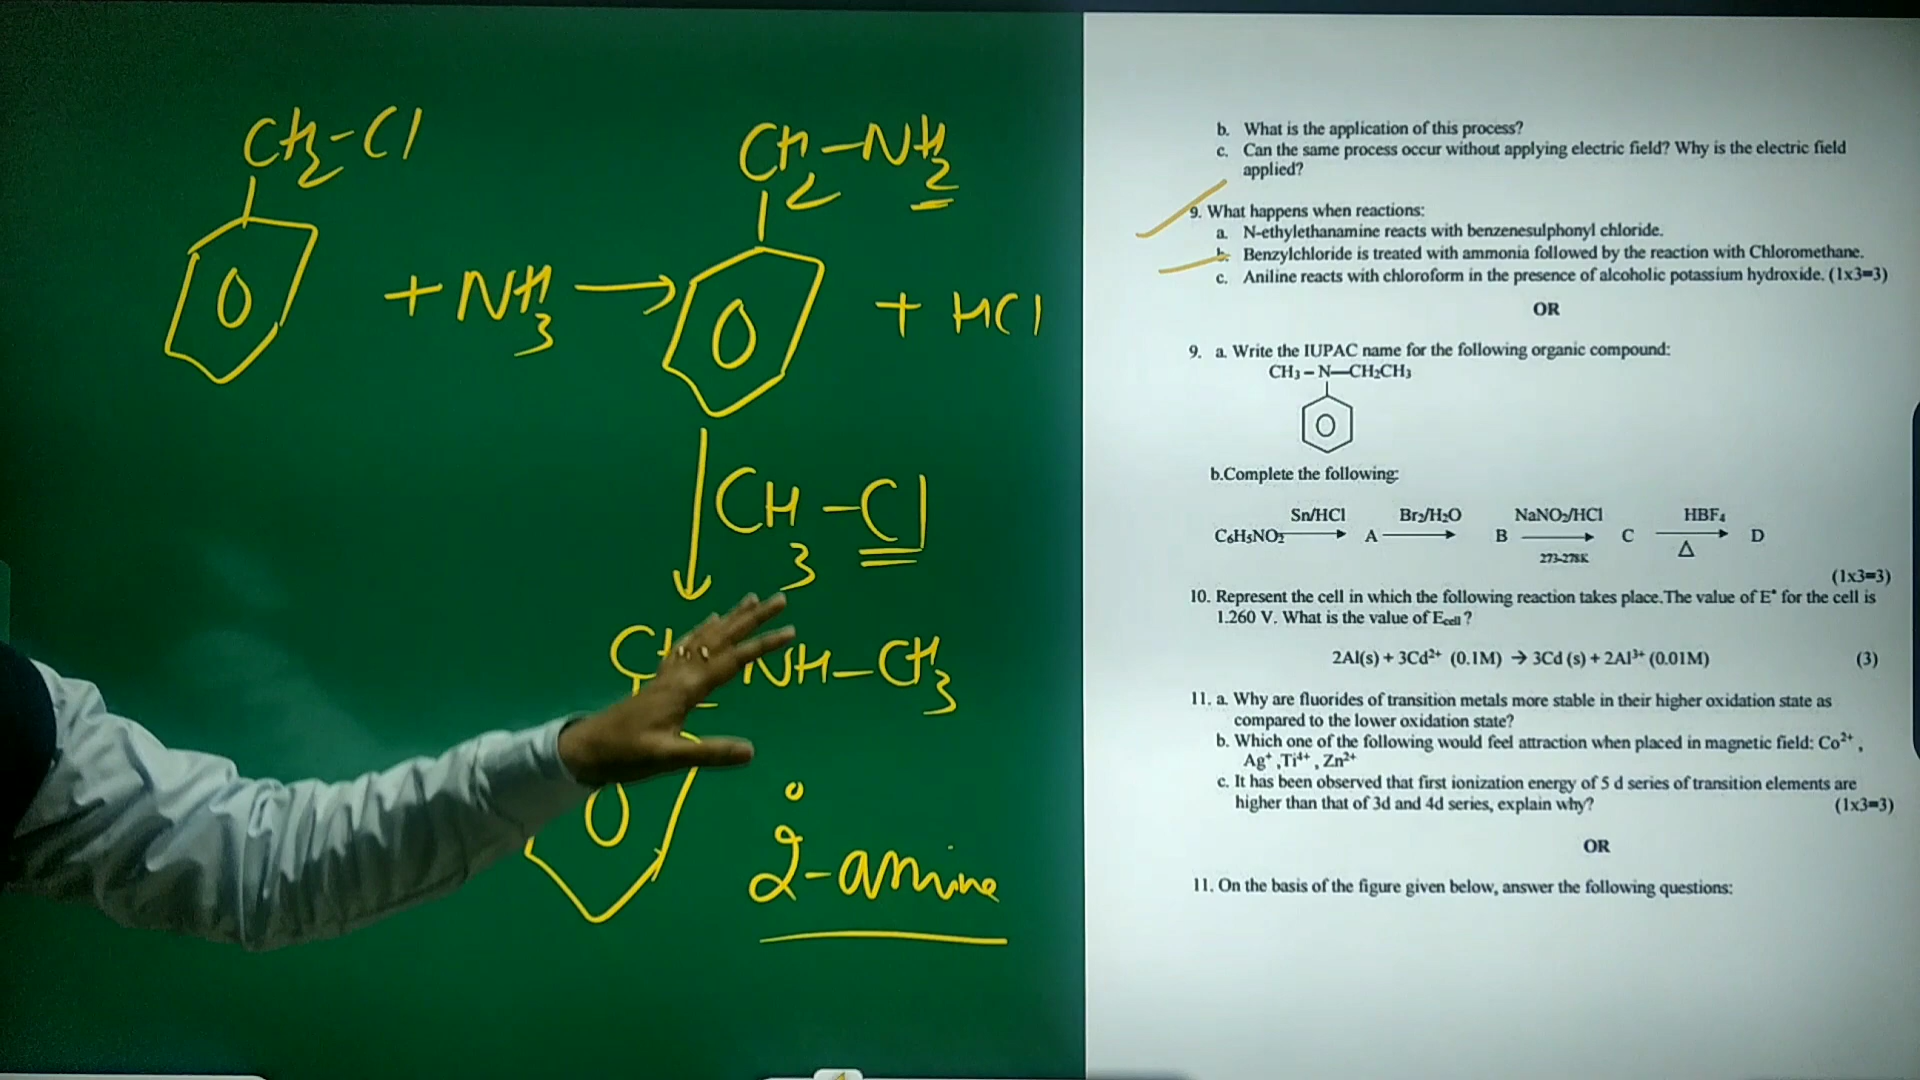 CH2-Cl
+ NH3 →
CH2-NH2
+ HCl
CH3-Cl
NH-CH3
2°-amine
b. What is the application of this process?
c. Can the same process occur without applying electric field? Why is the electric field
applied?
9. What happens when reactions:
a. N-ethylethanamine reacts with benzenesulphonyl chloride.
b. Benzylchloride is treated with ammonia followed by the reaction with Chloromethane.
c. Aniline reacts with chloroform in the presence of alcoholic potassium hydroxide. (1x3=3)
OR
9. a. Write the IUPAC name for the following organic compound:
CH3 – N—CH2CH3
b.Complete the following:
Sn/HCl Br2/H2O NaNO2/HCl HBF4
C6H5NO2 → A → B → C → D
273-278K Δ
(1x3=3)
10. Represent the cell in which the following reaction takes place.The value of E° for the cell is
1.260 V. What is the value of Ecell ?
2Al(s) + 3Cd²⁺ (0.1M) → 3Cd (s) + 2Al³⁺ (0.01M) (3)
11. a. Why are fluorides of transition metals more stable in their higher oxidation state as
compared to the lower oxidation state?
b. Which one of the following would feel attraction when placed in magnetic field: Co²⁺ ,
Ag⁺ ,Ti⁴⁺ , Zn²⁺
c. It has been observed that first ionization energy of 5 d series of transition elements are
higher than that of 3d and 4d series, explain why? (1x3=3)
OR
11. On the basis of the figure given below, answer the following questions: